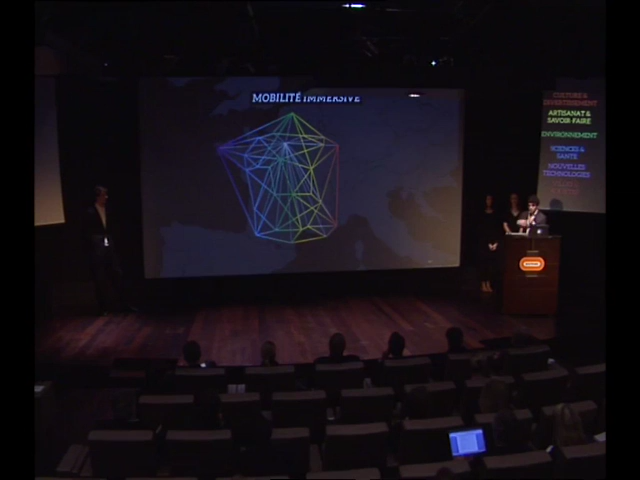 MOBILITÉ IMMERSIVE
CULTURE &
DIVERTISSEMENT
ARTISANAT &
SAVOIR-FAIRE
ENVIRONNEMENT
SCIENCES &
SANTÉ
NOUVELLES
TECHNOLOGIES